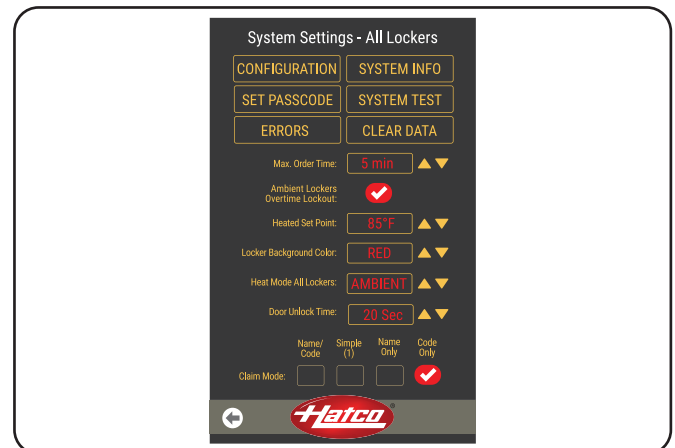 System Settings - All Lockers
CONFIGURATION SYSTEM INFO
SET PASSCODE SYSTEM TEST
ERRORS CLEAR DATA
Max. Order Time: 5 min
Ambient Lockers
Overtime Lockout:
Heated Set Point: 85°F
Locker Background Color: RED
Heat Mode All Lockers: AMBIENT
Door Unlock Time: 20 Sec
Name/ Simple Name Code
Code (1) Only Only
Claim Mode:
Hatco®